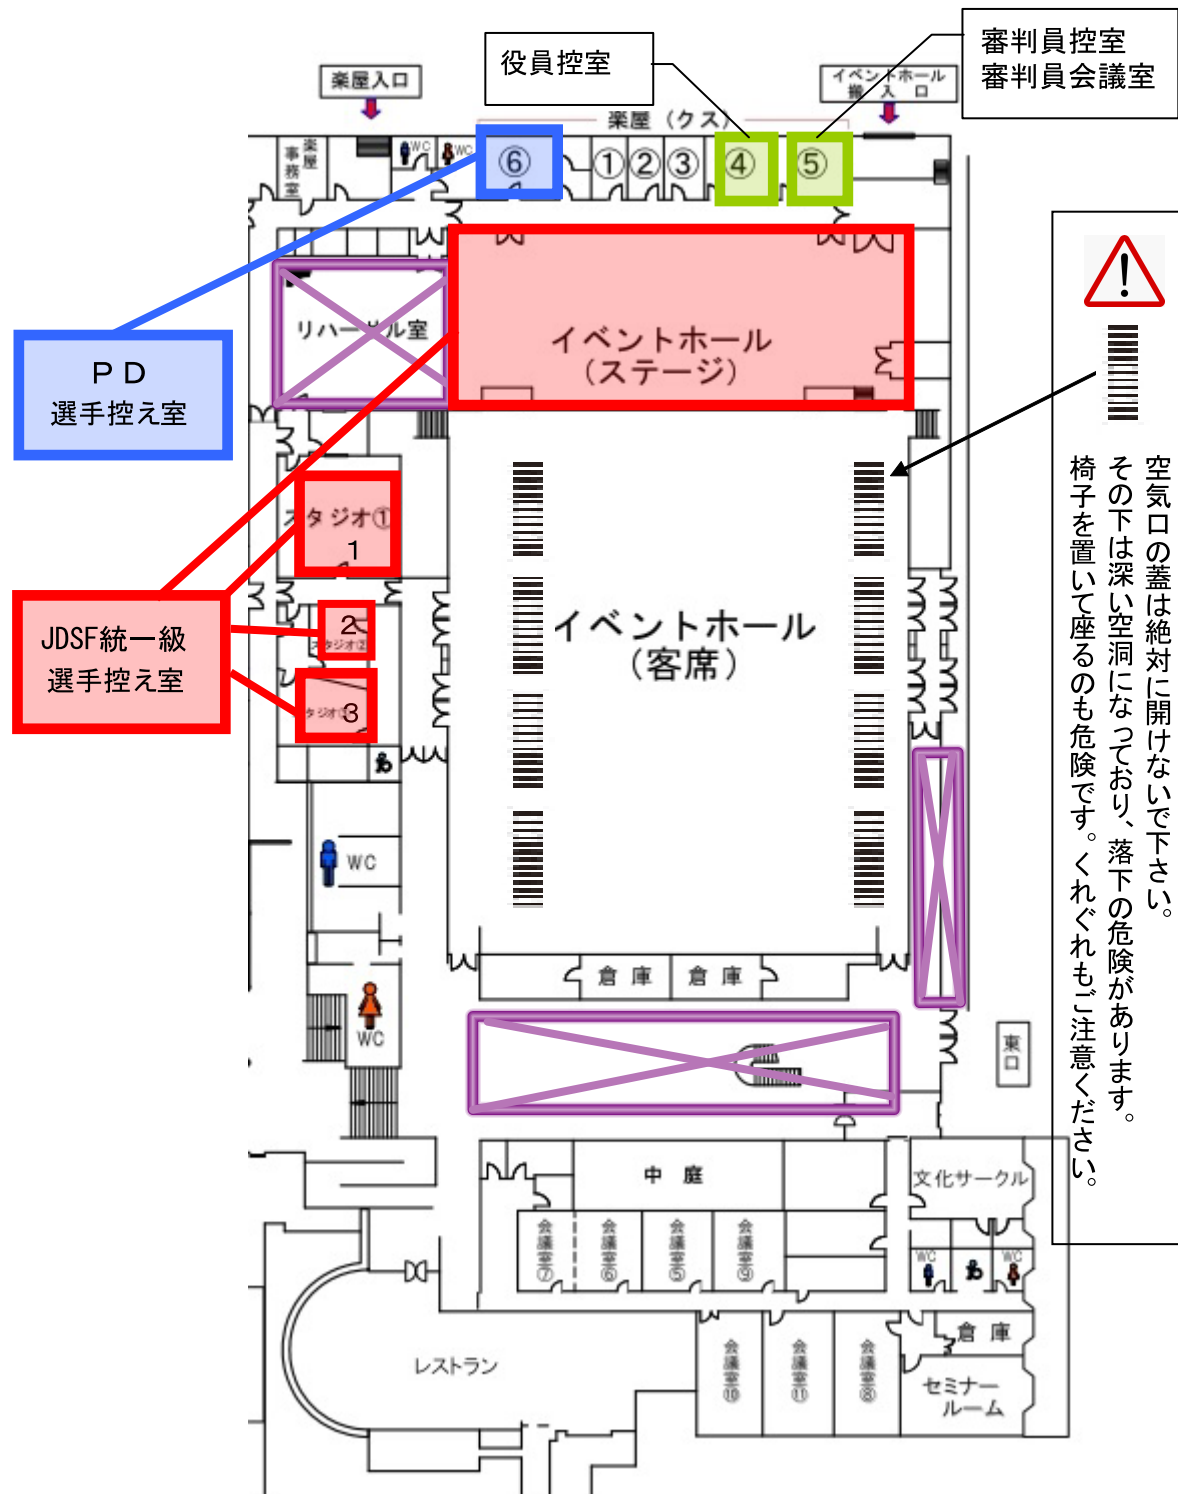 役員控室
審判員控室
審判員会議室
楽屋入口
イベントホール
搬入口
楽屋（クス）
楽屋
事務室
WC
WC
⑥
①
②
③
④
⑤
リハーサル室
イベントホール
（ステージ）
ＰＤ
選手控え室
スタジオ①
1
2
スタジオ②
3
JDSF統一級
選手控え室
イベントホール
（客席）
空気口の蓋は絶対に開けないで下さい。
その下は深い空洞になっており、落下の危険があります。
椅子を置いて座るのも危険です。くれぐれもご注意ください。
WC
WC
倉庫
倉庫
東口
中庭
文化サークル
会議室⑦
会議室⑥
会議室⑤
会議室⑨
WC
WC
レストラン
会議室⑩
会議室⑪
会議室⑧
倉庫
セミナー
ルーム